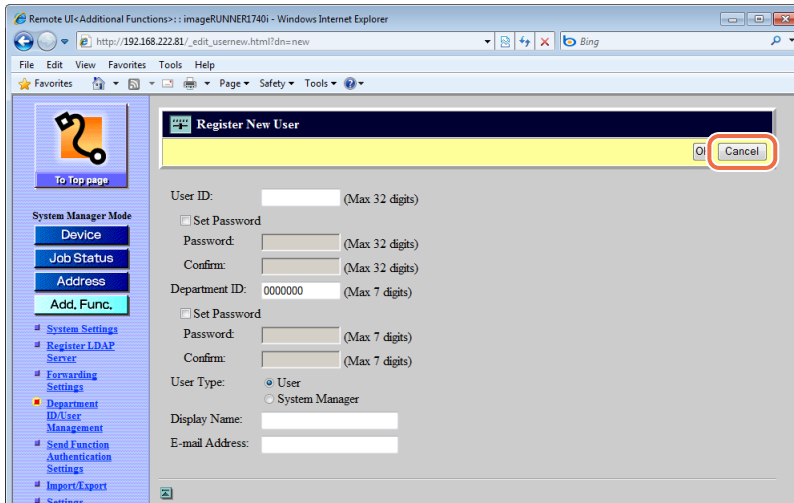 Remote UI<Additional Functions>: : imageRUNNER1740i - Windows Internet Explorer
http://192.168.222.81/_edit_usernew.html?dn=new
Bing
File Edit View Favorites Tools Help
Favorites Page Safety Tools
To Top page
System Manager Mode
Device
Job Status
Address
Add. Func.
System Settings
Register LDAP
Server
Forwarding
Settings
Department
ID/User
Management
Send Function
Authentication
Settings
Import/Export
Settings
Register New User
Cancel
User ID: (Max 32 digits)
Set Password
Password: (Max 32 digits)
Confirm: (Max 32 digits)
Department ID: 0000000 (Max 7 digits)
Set Password
Password: (Max 7 digits)
Confirm: (Max 7 digits)
User Type: User
System Manager
Display Name:
E-mail Address: